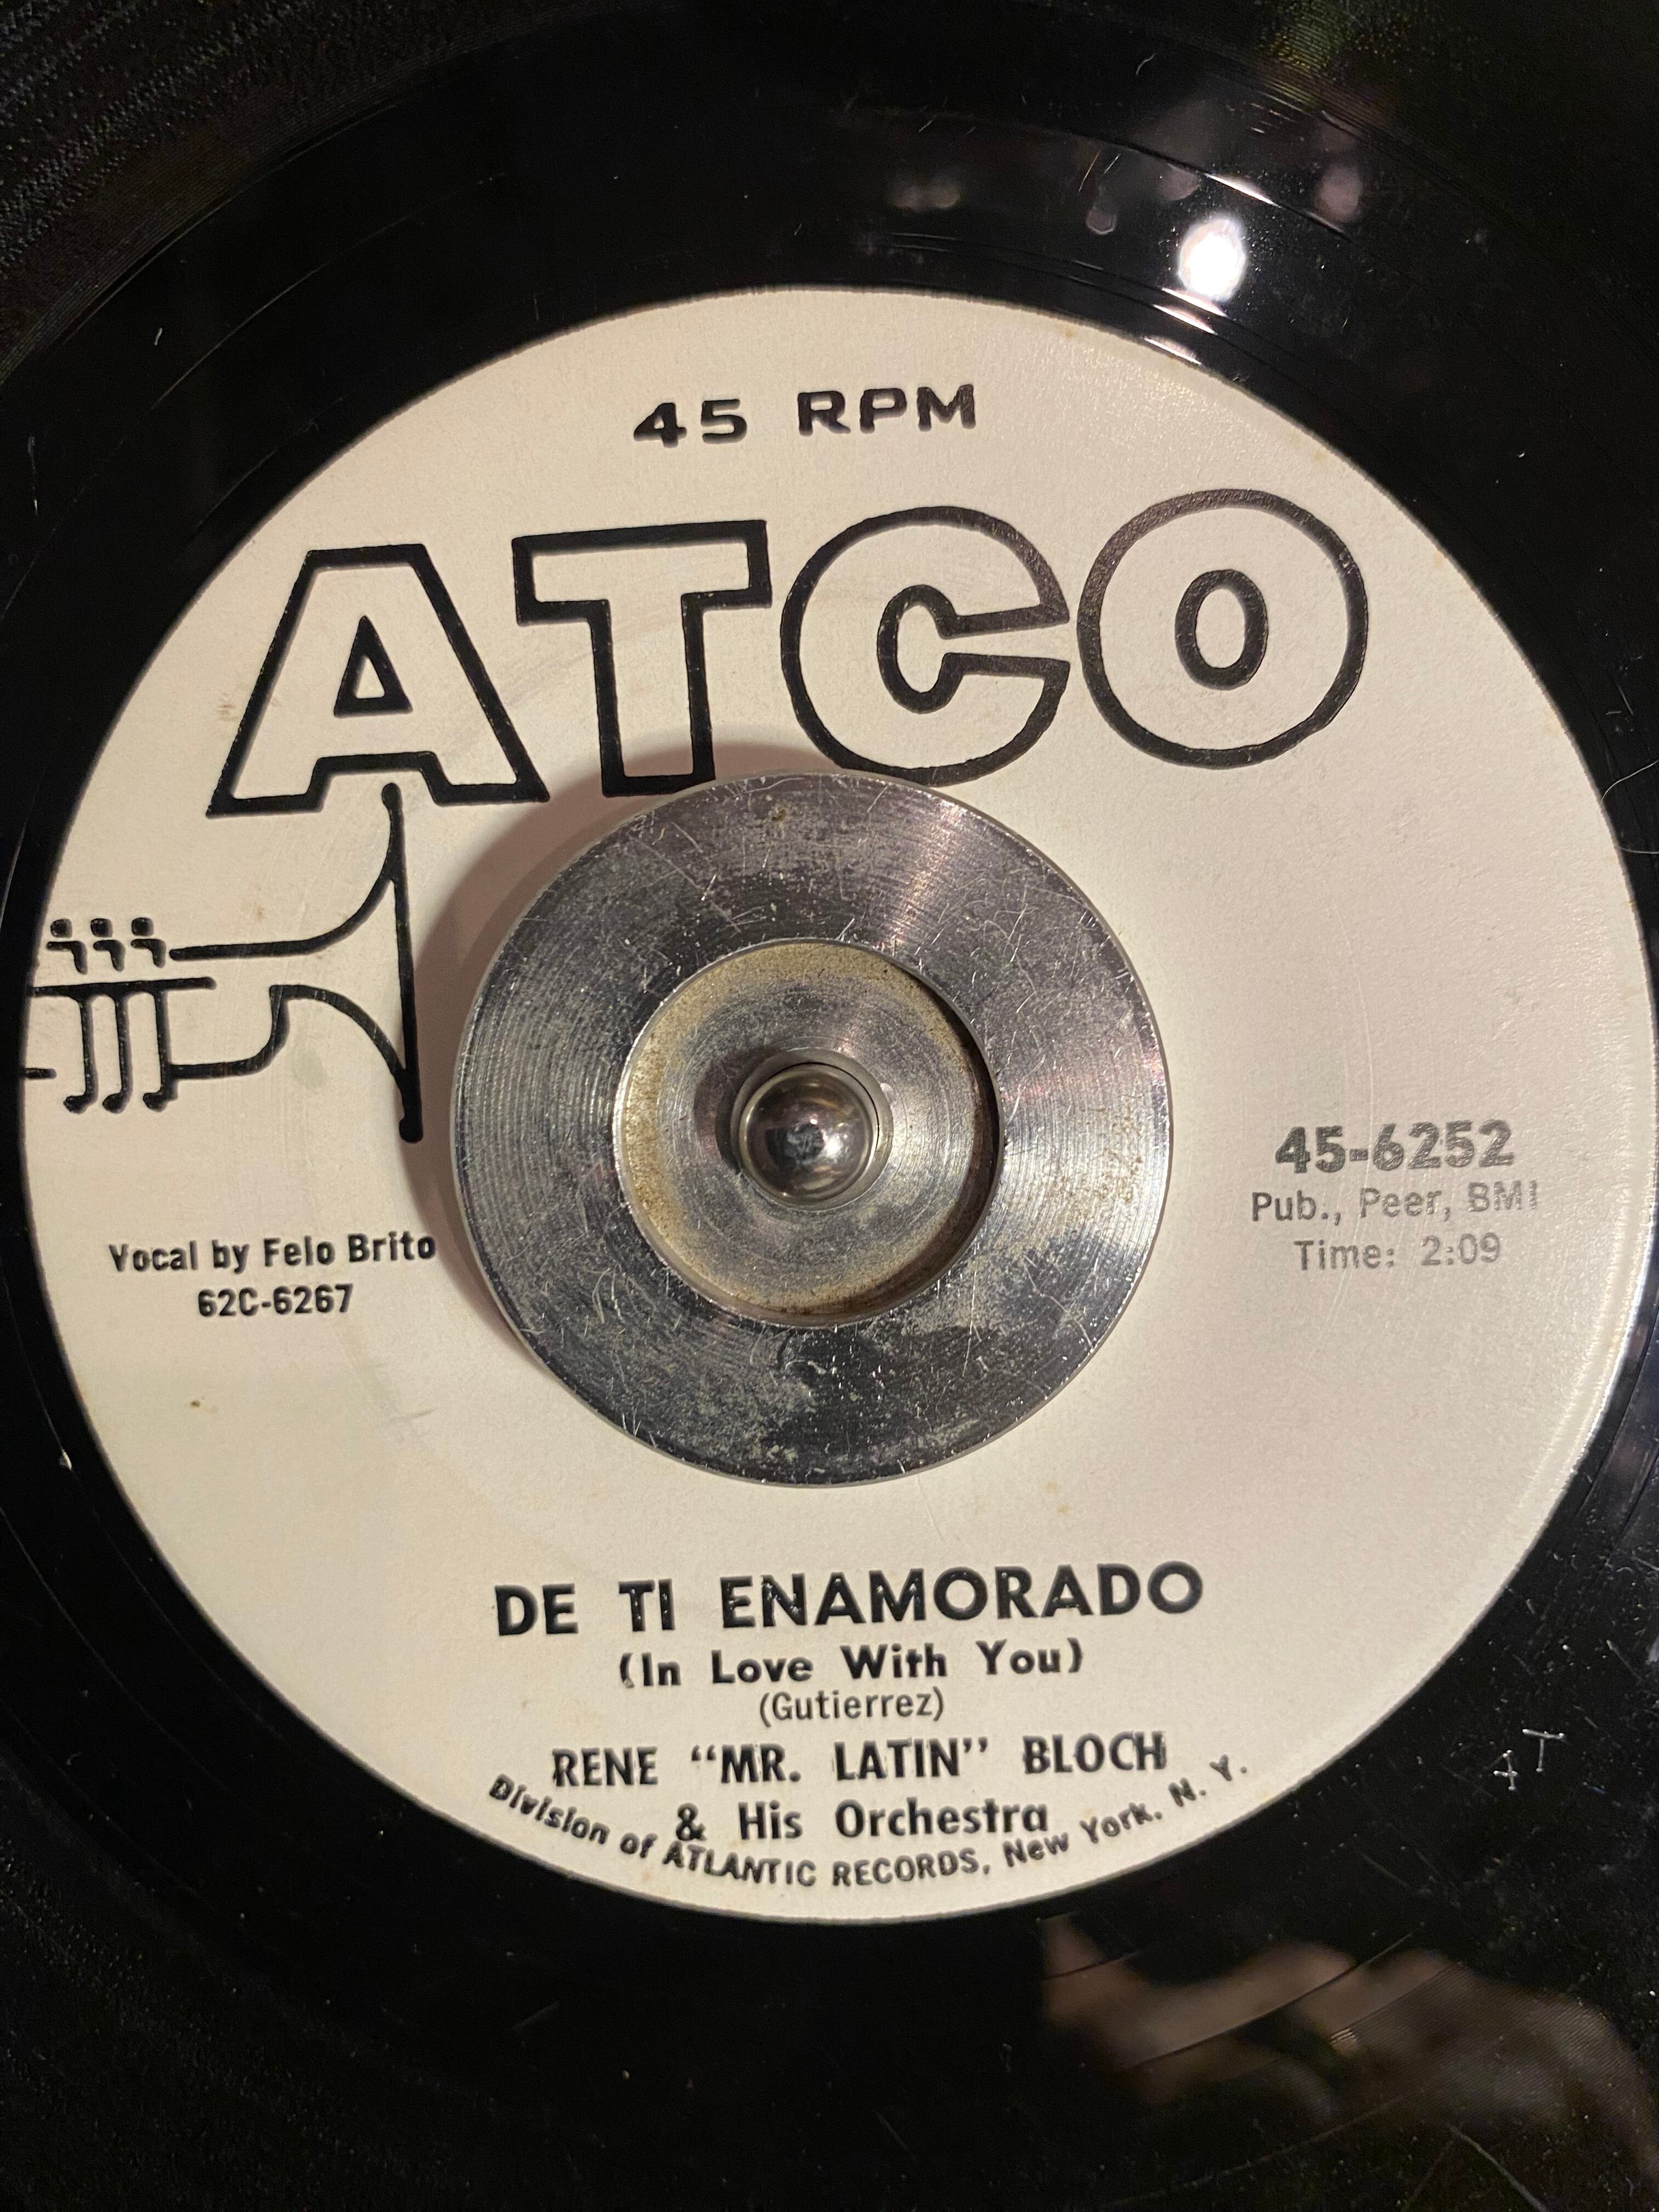 45 RPM
ATCO
45-6252
Pub., Peer, BMI
Time: 2:09
Vocal by Felo Brito
62C-6267
DE TI ENAMORADO
(In Love With You)
(Gutierrez)
RENE “MR. LATIN” BLOCH
& His Orchestra
Division of ATLANTIC RECORDS, New York, N. Y.
AT